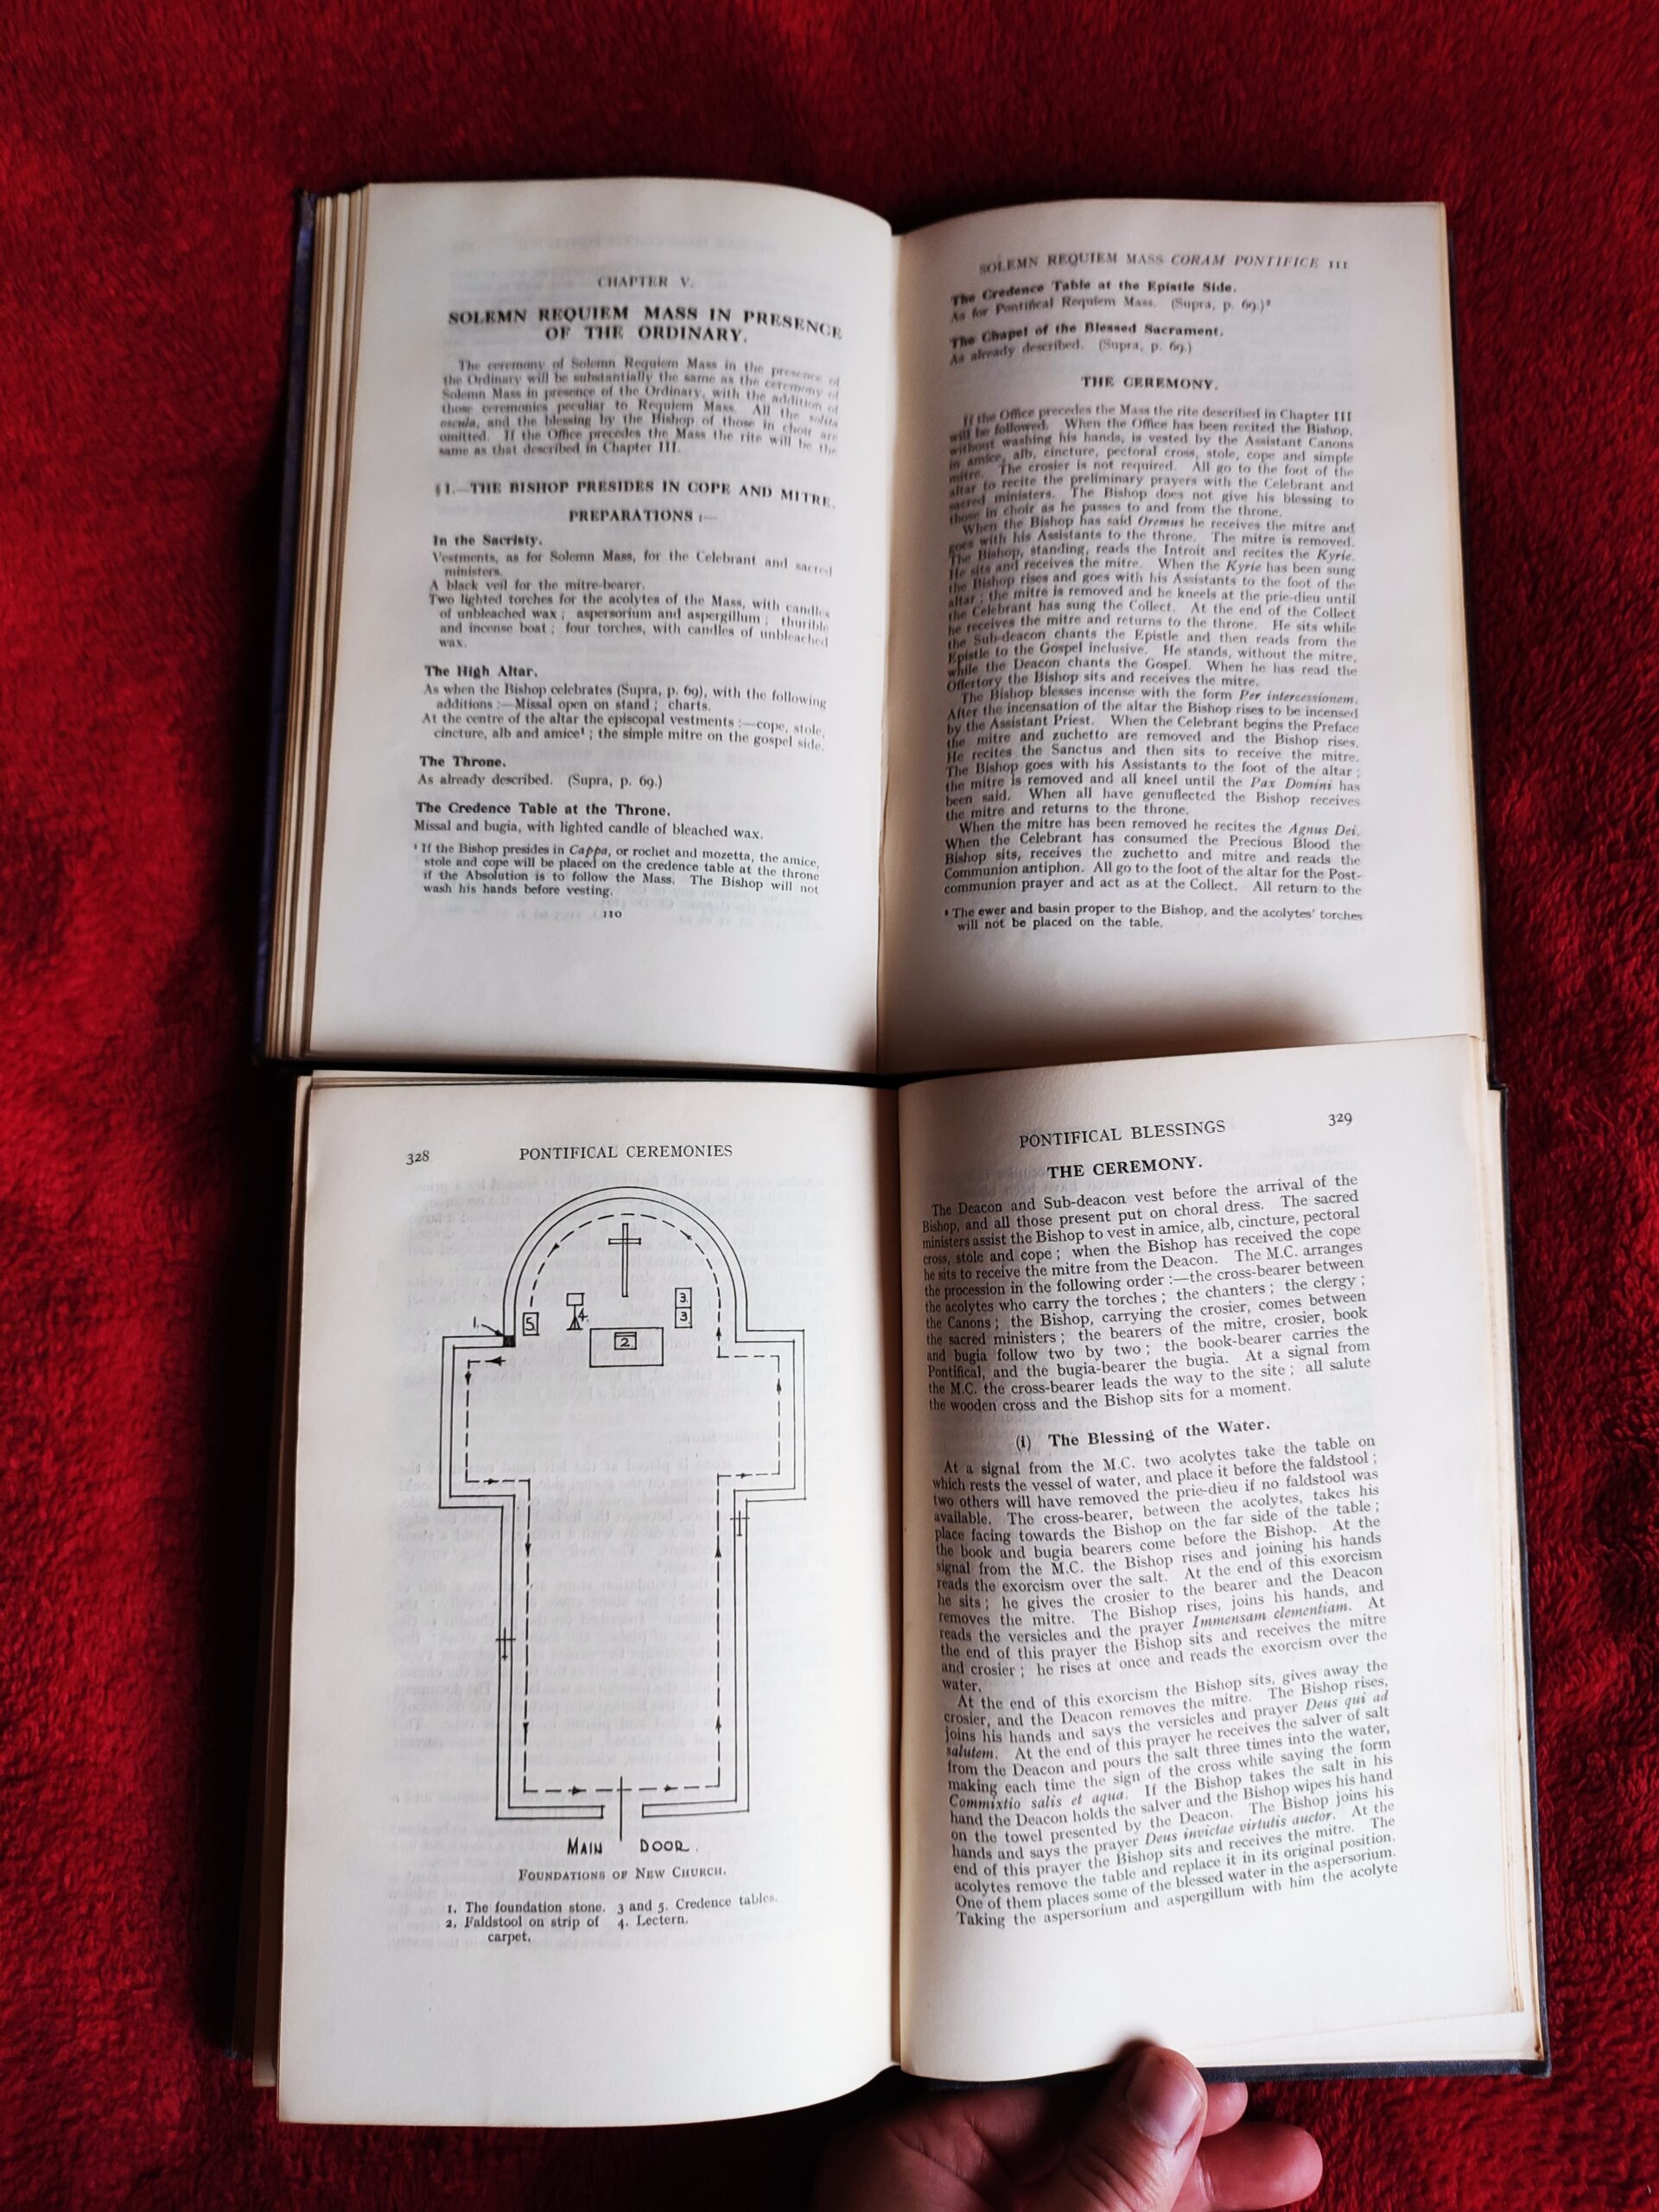 CHAPTER V.
SOLEMN REQUIEM MASS IN PRESENCE
OF THE ORDINARY.
The ceremony of Solemn Requiem Mass in the presence of
the Ordinary will be substantially the same as the ceremony of
Solemn Mass in presence of the Ordinary, with the addition of
those ceremonies peculiar to Requiem Mass. All the solita
oscula, and the blessing by the Bishop of those in choir are
omitted. If the Office precedes the Mass the rite will be the
same as that described in Chapter III.
§ 1.—THE BISHOP PRESIDES IN COPE AND MITRE.
PREPARATIONS :—
In the Sacristy.
Vestments, as for Solemn Mass, for the Celebrant and sacred
ministers.
A black veil for the mitre-bearer.
Two lighted torches for the acolytes of the Mass, with candles
of unbleached wax ; aspersorium and aspergillum ; thurible
and incense boat ; four torches, with candles of unbleached
wax.
The High Altar.
As when the Bishop celebrates (Supra, p. 69), with the following
additions :—Missal open on stand ; charts.
At the centre of the altar the episcopal vestments :—cope, stole,
cincture, alb and amice¹ ; the simple mitre on the gospel side.
The Throne.
As already described. (Supra, p. 69.)
The Credence Table at the Throne.
Missal and bugia, with lighted candle of bleached wax.
¹ If the Bishop presides in Cappa, or rochet and mozetta, the amice,
stole and cope will be placed on the credence table at the throne
if the Absolution is to follow the Mass. The Bishop will not
wash his hands before vesting.
110
SOLEMN REQUIEM MASS CORAM PONTIFICE 111
The Credence Table at the Epistle Side.
As for Pontifical Requiem Mass. (Supra, p. 69.)²
The Chapel of the Blessed Sacrament.
As already described. (Supra, p. 69.)
THE CEREMONY.
If the Office precedes the Mass the rite described in Chapter III
will be followed. When the Office has been recited the Bishop,
without washing his hands, is vested by the Assistant Canons
in amice, alb, cincture, pectoral cross, stole, cope and simple
mitre. The crosier is not required. All go to the foot of the
altar to recite the preliminary prayers with the Celebrant and
sacred ministers. The Bishop does not give his blessing to
those in choir as he passes to and from the throne.
When the Bishop has said Oremus he receives the mitre and
goes with his Assistants to the throne. The mitre is removed.
The Bishop, standing, reads the Introit and recites the Kyrie.
He sits and receives the mitre. When the Kyrie has been sung
the Bishop rises and goes with his Assistants to the foot of the
altar ; the mitre is removed and he kneels at the prie-dieu until
the Celebrant has sung the Collect. At the end of the Collect
he receives the mitre and returns to the throne. He sits while
the Sub-deacon chants the Epistle and then reads from the
Epistle to the Gospel inclusive. He stands, without the mitre,
while the Deacon chants the Gospel. When he has read the
Offertory the Bishop sits and receives the mitre.
The Bishop blesses incense with the form Per intercessionem.
After the incensation of the altar the Bishop rises to be incensed
by the Assistant Priest. When the Celebrant begins the Preface
the mitre and zuchetto are removed and the Bishop rises.
He recites the Sanctus and then sits to receive the mitre.
The Bishop goes with his Assistants to the foot of the altar ;
the mitre is removed and all kneel until the Pax Domini has
been said. When all have genuflected the Bishop receives
the mitre and returns to the throne.
When the mitre has been removed he recites the Agnus Dei.
When the Celebrant has consumed the Precious Blood the
Bishop sits, receives the zuchetto and mitre and reads the
Communion antiphon. All go to the foot of the altar for the Post-
communion prayer and act as at the Collect. All return to the
² The ewer and basin proper to the Bishop, and the acolytes' torches
will not be placed on the table.
328 PONTIFICAL CEREMONIES
1.
5.
4.
3.
3.
2
MAIN DOOR.
FOUNDATIONS OF NEW CHURCH.
1. The foundation stone. 3 and 5. Credence tables.
2. Faldstool on strip of 4. Lectern.
carpet.
PONTIFICAL BLESSINGS 329
THE CEREMONY.
The Deacon and Sub-deacon vest before the arrival of the
Bishop, and all those present put on choral dress. The sacred
ministers assist the Bishop to vest in amice, alb, cincture, pectoral
cross, stole and cope ; when the Bishop has received the cope
he sits to receive the mitre from the Deacon. The M.C. arranges
the procession in the following order :—the cross-bearer between
the acolytes who carry the torches ; the chanters ; the clergy ;
the Canons ; the Bishop, carrying the crosier, comes between
the sacred ministers ; the bearers of the mitre, crosier, book
and bugia follow two by two ; the book-bearer carries the
Pontifical, and the bugia-bearer the bugia. At a signal from
the M.C. the cross-bearer leads the way to the site ; all salute
the wooden cross and the Bishop sits for a moment.
(i) The Blessing of the Water.
At a signal from the M.C. two acolytes take the table on
which rests the vessel of water, and place it before the faldstool ;
two others will have removed the prie-dieu if no faldstool was
available. The cross-bearer, between the acolytes, takes his
place facing towards the Bishop on the far side of the table ;
the book and bugia bearers come before the Bishop. At the
signal from the M.C. the Bishop rises and joining his hands
reads the exorcism over the salt. At the end of this exorcism
he sits ; he gives the crosier to the bearer and the Deacon
removes the mitre. The Bishop rises, joins his hands, and
reads the versicles and the prayer Immensam clementiam. At
the end of this prayer the Bishop sits and receives the mitre
and crosier ; he rises at once and reads the exorcism over the
water.
At the end of this exorcism the Bishop sits, gives away the
crosier, and the Deacon removes the mitre. The Bishop rises,
joins his hands and says the versicles and prayer Deus qui ad
salutem. At the end of this prayer he receives the salver of salt
from the Deacon and pours the salt three times into the water,
making each time the sign of the cross while saying the form
Commixtio salis et aqua. If the Bishop takes the salt in his
hand the Deacon holds the salver and the Bishop wipes his hand
on the towel presented by the Deacon. The Bishop joins his
hands and says the prayer Deus invictae virtutis auctor. At the
end of this prayer the Bishop sits and receives the mitre. The
acolytes remove the table and replace it in its original position.
One of them places some of the blessed water in the aspersorium.
Taking the aspersorium and aspergillum with him the acolyte